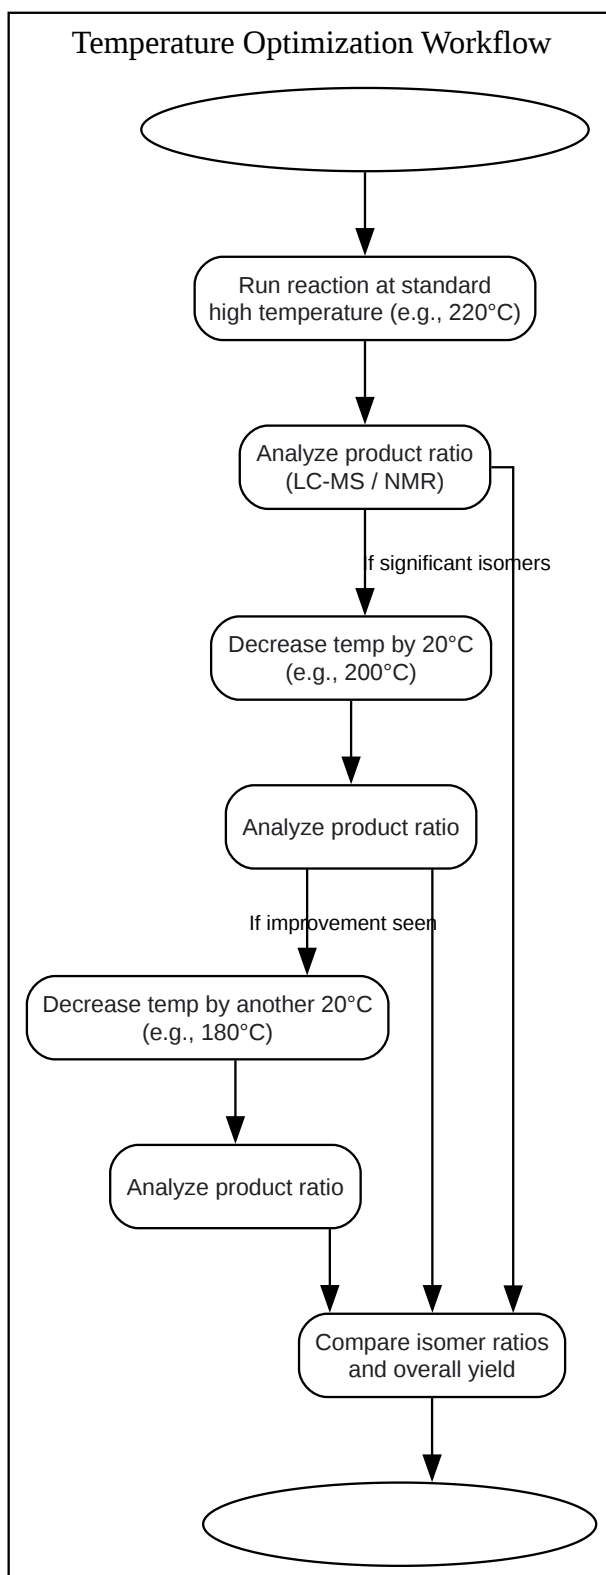 Temperature Optimization Workflow
Run reaction at standard
high temperature (e.g., 220°C)
Analyze product ratio
(LC-MS / NMR)
If significant isomers
Decrease temp by 20°C
(e.g., 200°C)
Analyze product ratio
If improvement seen
Decrease temp by another 20°C
(e.g., 180°C)
Analyze product ratio
Compare isomer ratios
and overall yield